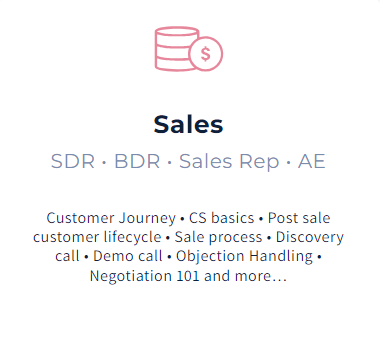 $
Sales
SDR • BDR • Sales Rep • AE
Customer Journey • CS basics • Post sale
customer lifecycle • Sale process • Discovery
call • Demo call • Objection Handling •
Negotiation 101 and more...